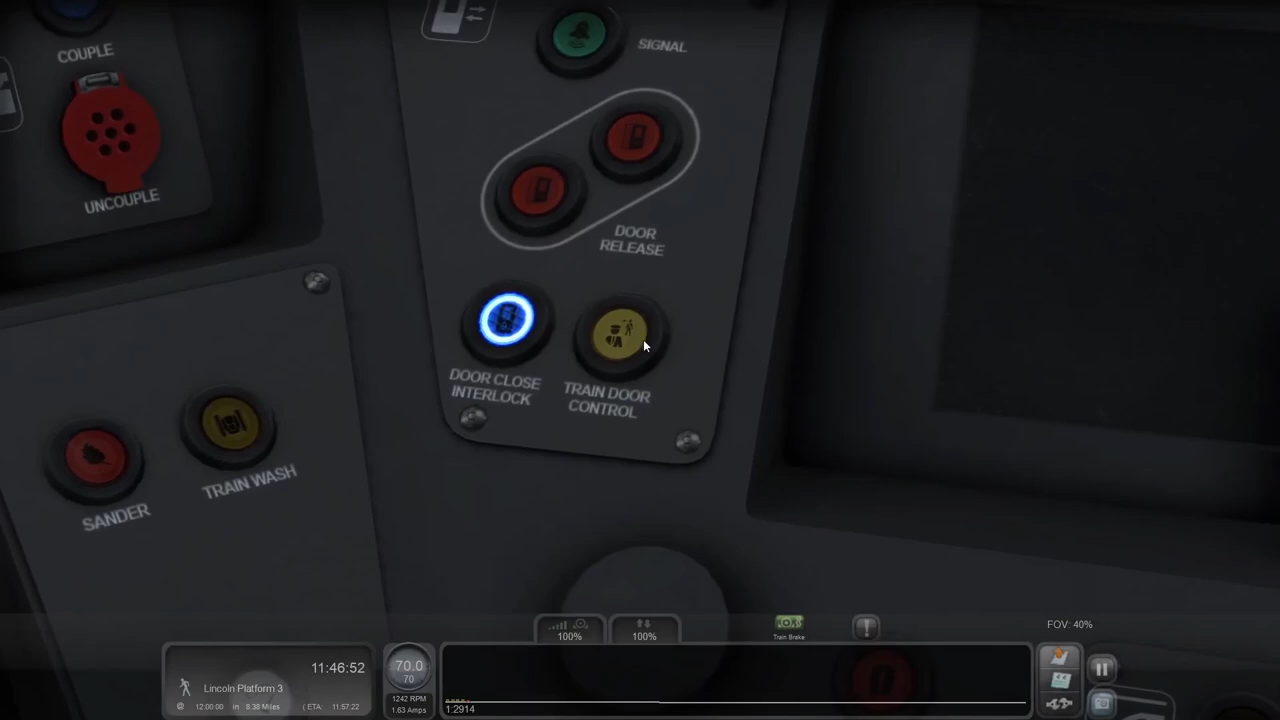 COUPLE
UNCOUPLE
SIGNAL
DOOR
RELEASE
DOOR CLOSE
INTERLOCK
TRAIN DOOR
CONTROL
TRAIN WASH
SANDER
FOV: 40%
100%
100%
Train Brake
11:46:52
Lincoln Platform 3
@ 12:00:00 in 8.38 Miles ( ETA: 11:57:22
70.0
70
1242 RPM
1.63 Amps
1:2914